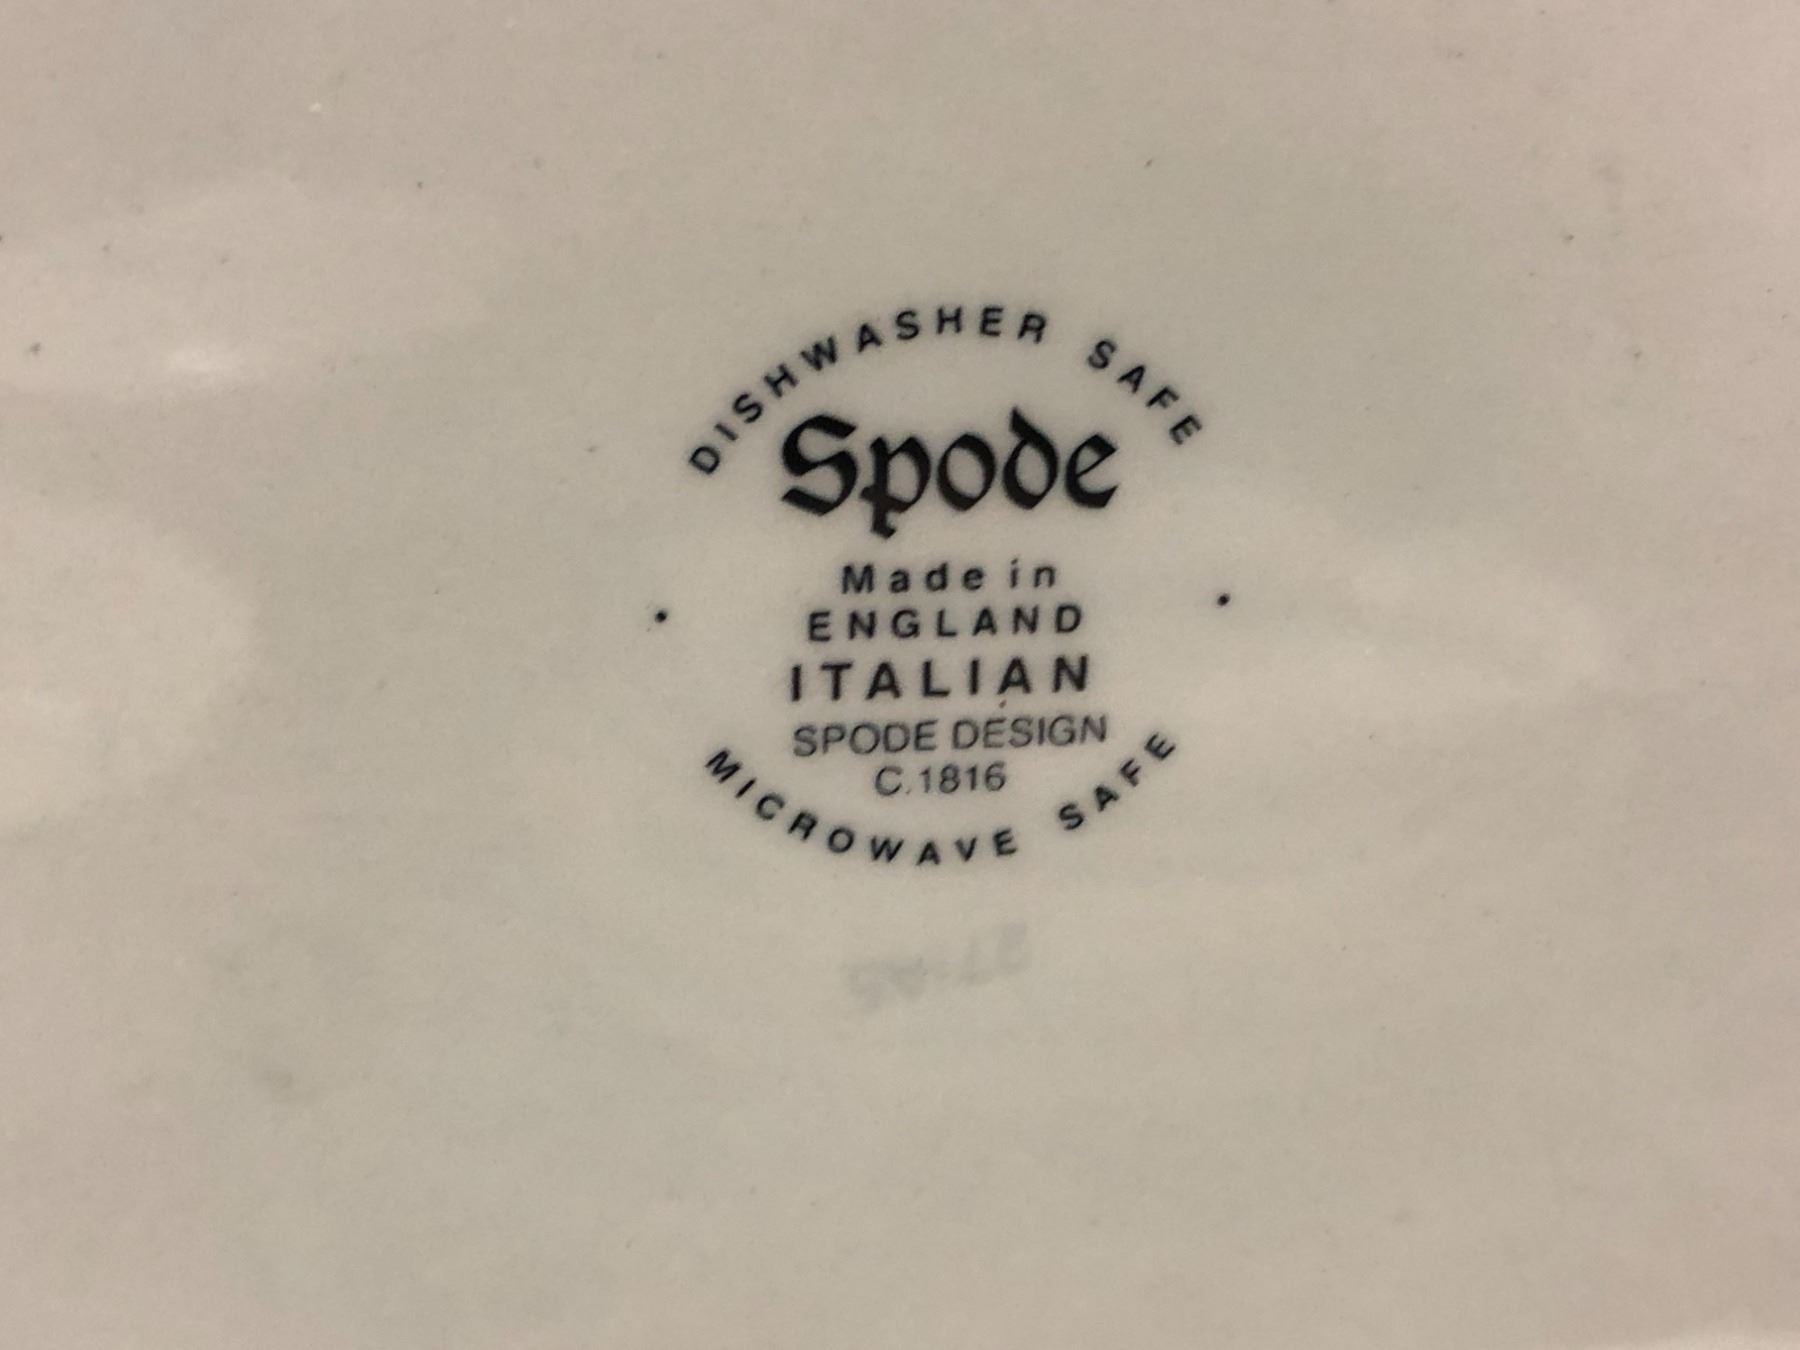 DISHWASHER SAFE
Spode
Made in
ENGLAND
ITALIAN
SPODE DESIGN
C.1816
MICROWAVE SAFE